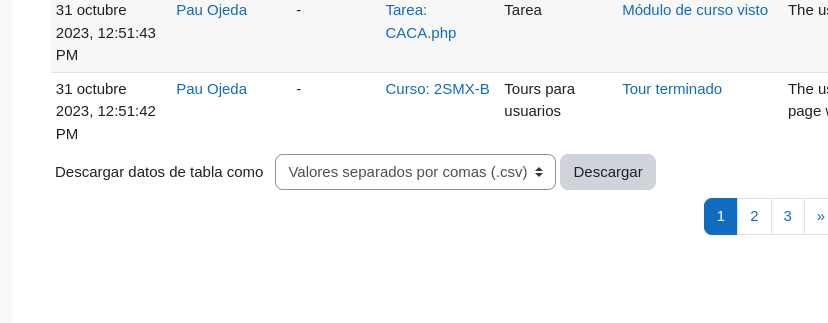 31 octubre Pau Ojeda - Tarea: Tarea Módulo de curso visto The
2023, 12:51:43 CACA.php
PM
31 octubre Pau Ojeda - Curso: 2SMX-B Tours para Tour terminado The
2023, 12:51:42 usuarios page
PM
Descargar datos de tabla como Valores separados por comas (.csv) Descargar
1 2 3 »